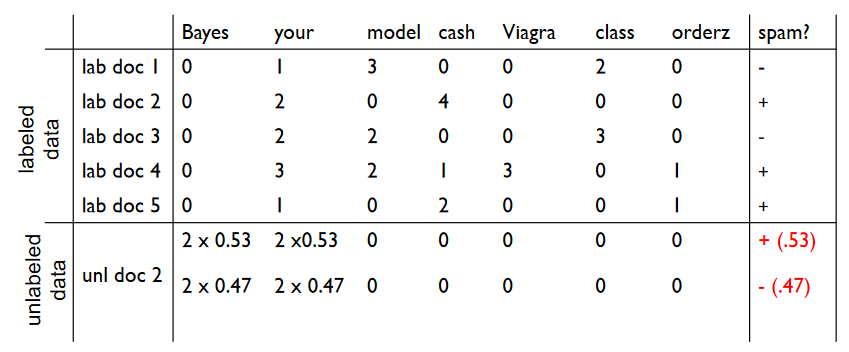 Bayes your model cash Viagra class orderz spam?
labeled data
lab doc 1 0 1 3 0 0 2 0 -
lab doc 2 0 2 0 4 0 0 0 +
lab doc 3 0 2 2 0 0 3 0 -
lab doc 4 0 3 2 1 3 0 1 +
lab doc 5 0 1 0 2 0 0 1 +
unlabeled data
unl doc 2
2 x 0.53 2 x0.53 0 0 0 0 0 + (.53)
2 x 0.47 2 x 0.47 0 0 0 0 0 - (.47)